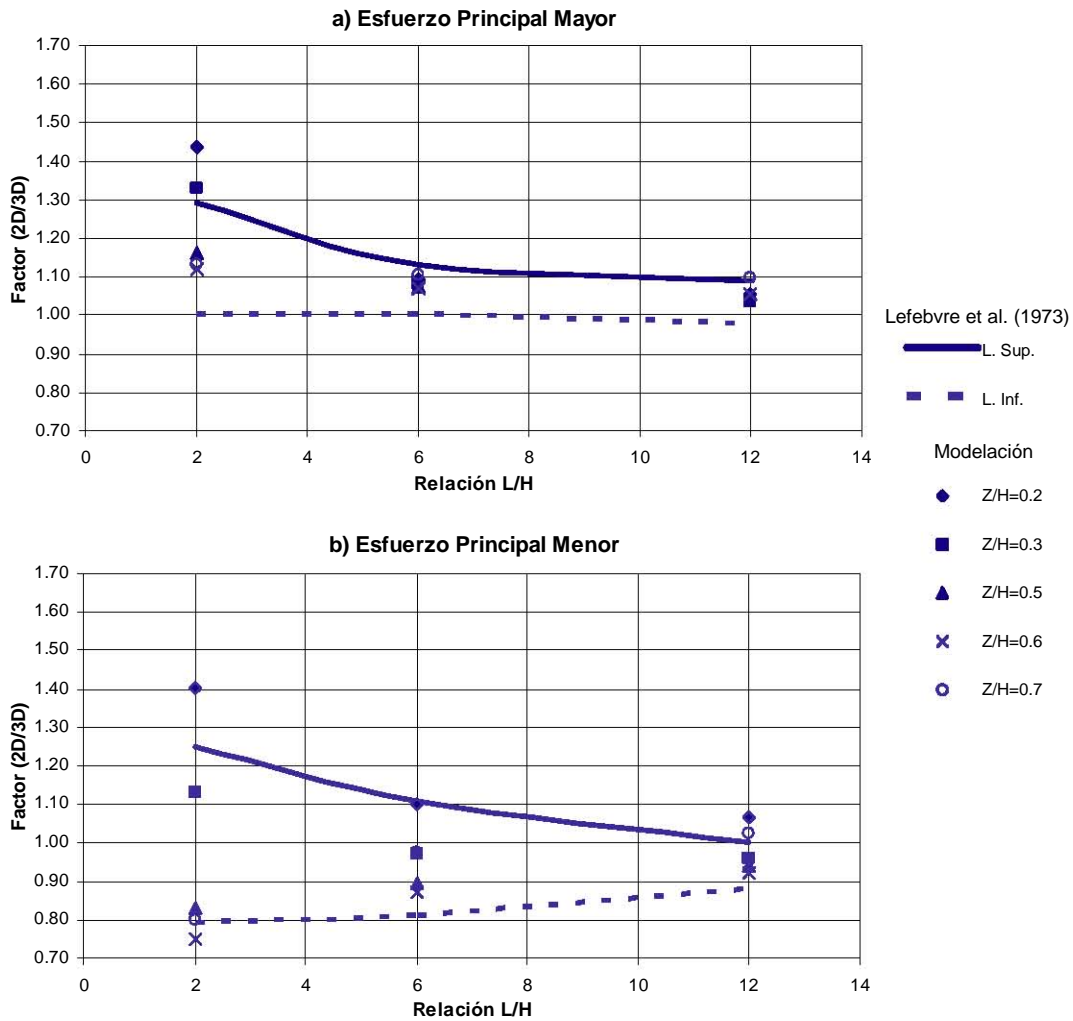 a) Esfuerzo Principal Mayor
1.70
1.60
1.50
1.40
1.30
1.20
1.10
1.00
0.90
0.80
0.70
Factor (2D/3D)
0 2 4 6 8 10 12 14
Relación L/H
Lefebvre et al. (1973)
L. Sup.
L. Inf.
Modelación
Z/H=0.2
Z/H=0.3
Z/H=0.5
Z/H=0.6
Z/H=0.7
b) Esfuerzo Principal Menor
1.70
1.60
1.50
1.40
1.30
1.20
1.10
1.00
0.90
0.80
0.70
Factor (2D/3D)
0 2 4 6 8 10 12 14
Relación L/H